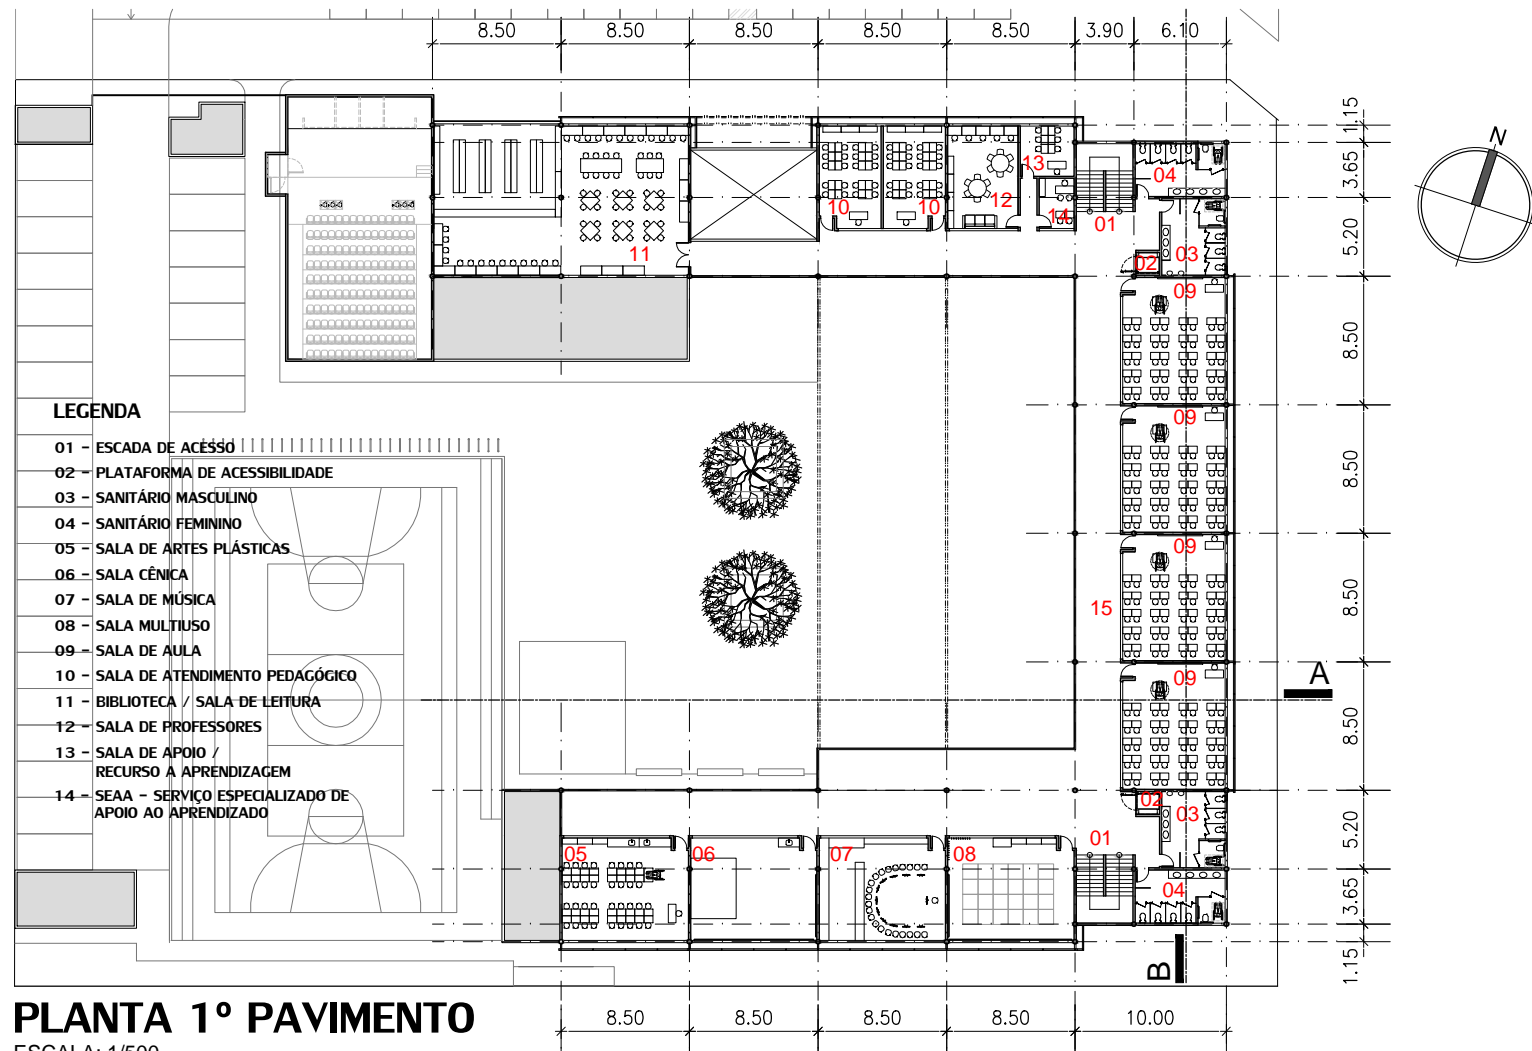 8.50 8.50 8.50 8.50 8.50 3.90 6.10
1.15
3.65
5.20
8.50
8.50
8.50
8.50
5.20
3.65
1.15
N
13
04
12
10
10
14
01
11
03
02
09
09
09
15
09
A
02
03
01
05
06
07
08
04
B
LEGENDA
01 - ESCADA DE ACESSO
02 - PLATAFORMA DE ACESSIBILIDADE
03 - SANITÁRIO MASCULINO
04 - SANITÁRIO FEMININO
05 - SALA DE ARTES PLÁSTICAS
06 - SALA CÊNICA
07 - SALA DE MÚSICA
08 - SALA MULTIUSO
09 - SALA DE AULA
10 - SALA DE ATENDIMENTO PEDAGÓGICO
11 - BIBLIOTECA / SALA DE LEITURA
12 - SALA DE PROFESSORES
13 - SALA DE APOIO /
RECURSO A APRENDIZAGEM
14 - SEAA - SERVIÇO ESPECIALIZADO DE
APOIO AO APRENDIZADO
PLANTA 1º PAVIMENTO
ESCALA: 1/500
8.50 8.50 8.50 8.50 10.00